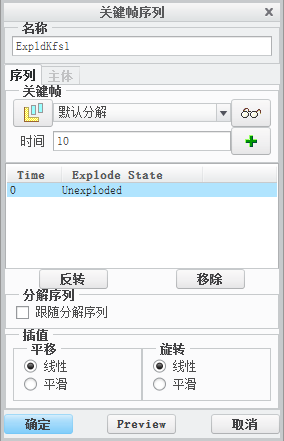 关键帧序列
名称
ExpldKfs1
序列 主体
关键帧
默认分解
时间 10
Time Explode State
0 Unexploded
反转 移除
分解序列
跟随分解序列
插值
平移 旋转
线性 线性
平滑 平滑
确定 Preview 取消